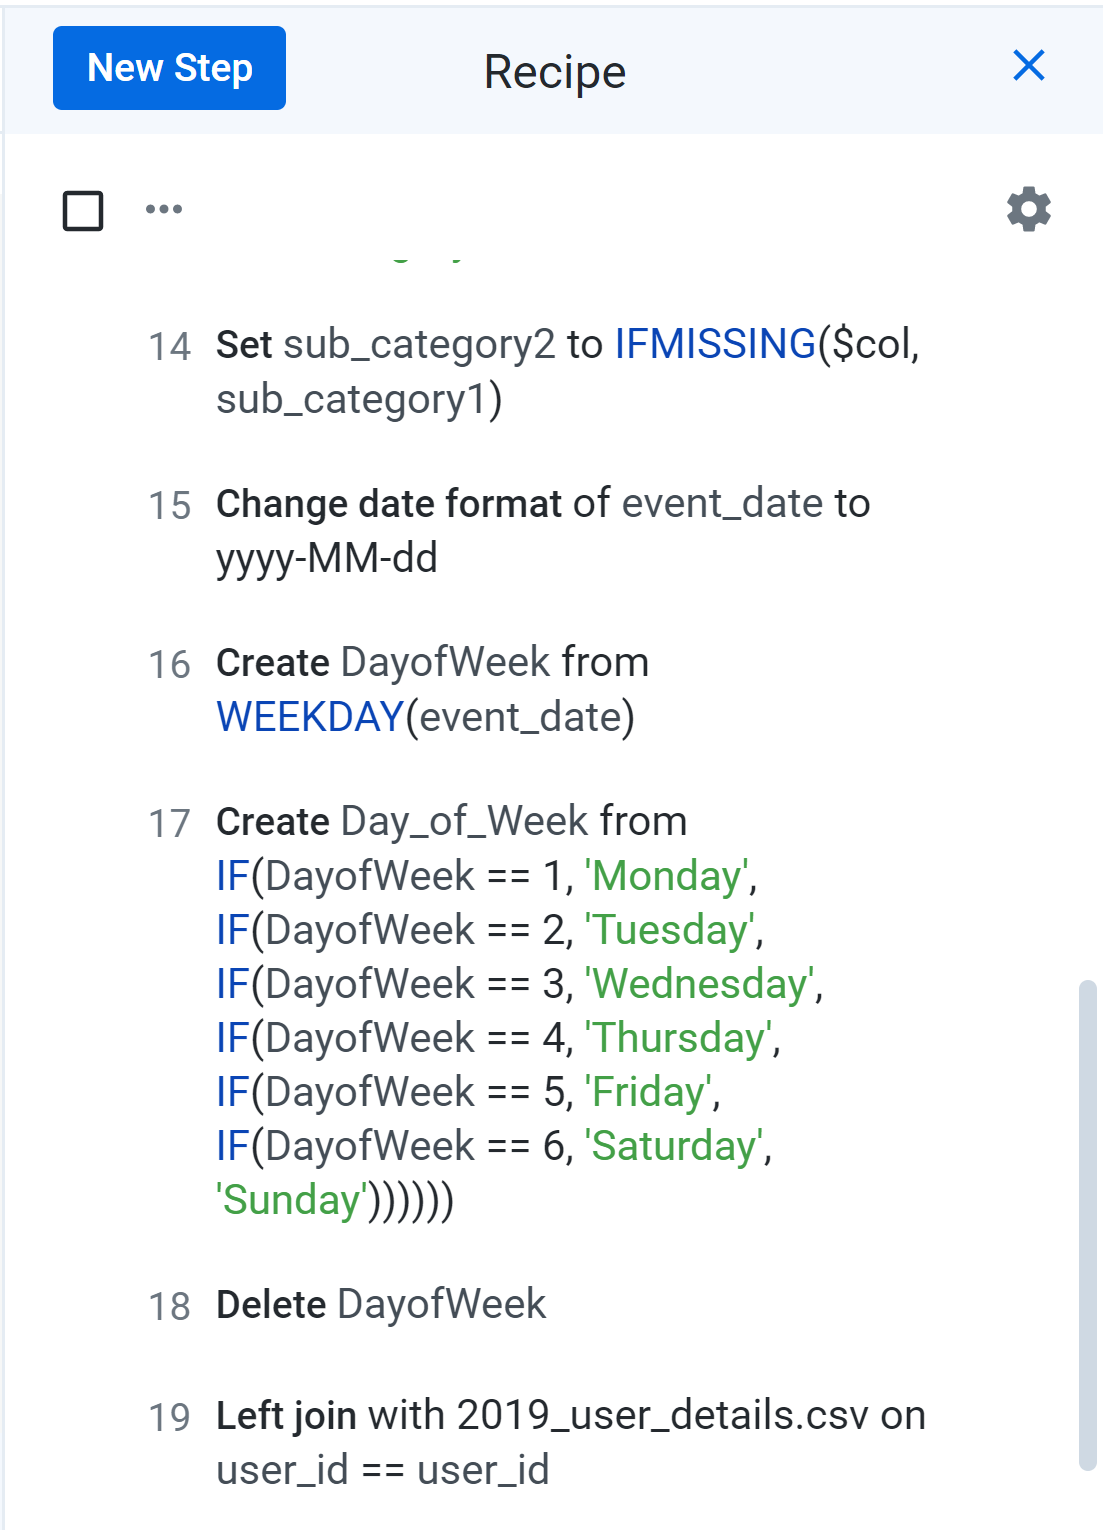 New Step
Recipe
14 Set sub_category2 to IFMISSING($col,
sub_category1)
15 Change date format of event_date to
yyyy-MM-dd
16 Create DayofWeek from
WEEKDAY(event_date)
17 Create Day_of_Week from
IF(DayofWeek == 1, 'Monday',
IF(DayofWeek == 2, 'Tuesday',
IF(DayofWeek == 3, 'Wednesday',
IF(DayofWeek == 4, 'Thursday',
IF(DayofWeek == 5, 'Friday',
IF(DayofWeek == 6, 'Saturday',
'Sunday'))))))
18 Delete DayofWeek
19 Left join with 2019_user_details.csv on
user_id == user_id